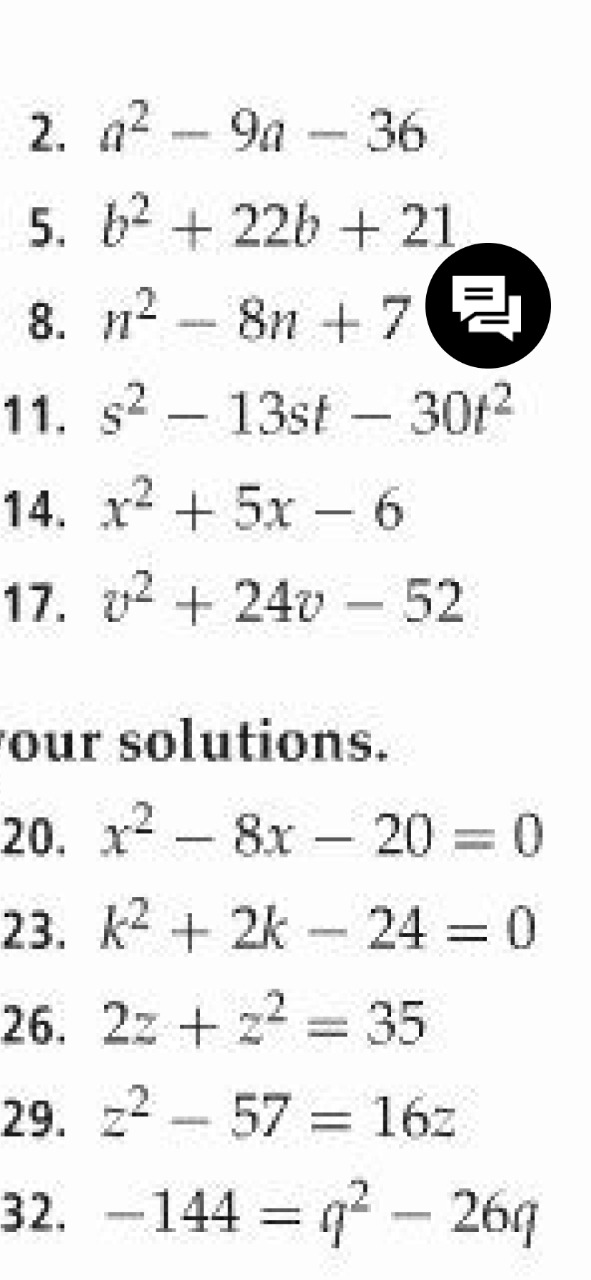 2. a² − 9a − 36
5. b² + 22b + 21
8. n² − 8n + 7
11. s² − 13st − 30t²
14. x² + 5x − 6
17. v² + 24v − 52
your solutions.
20. x² − 8x − 20 = 0
23. k² + 2k − 24 = 0
26. 2z + z² = 35
29. z² − 57 = 16z
32. −144 = q² − 26q